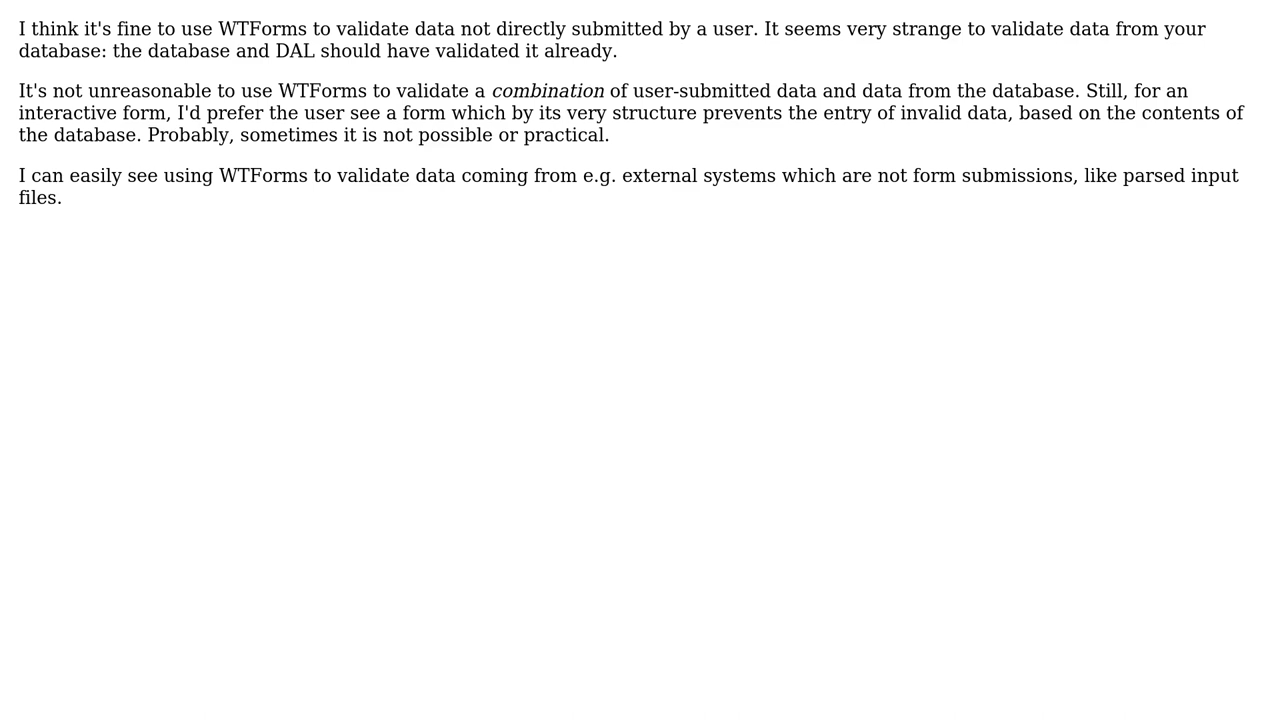 I think it's fine to use WTForms to validate data not directly submitted by a user. It seems very strange to validate data from your
database: the database and DAL should have validated it already.
It's not unreasonable to use WTForms to validate a combination of user-submitted data and data from the database. Still, for an
interactive form, I'd prefer the user see a form which by its very structure prevents the entry of invalid data, based on the contents of
the database. Probably, sometimes it is not possible or practical.
I can easily see using WTForms to validate data coming from e.g. external systems which are not form submissions, like parsed input
files.